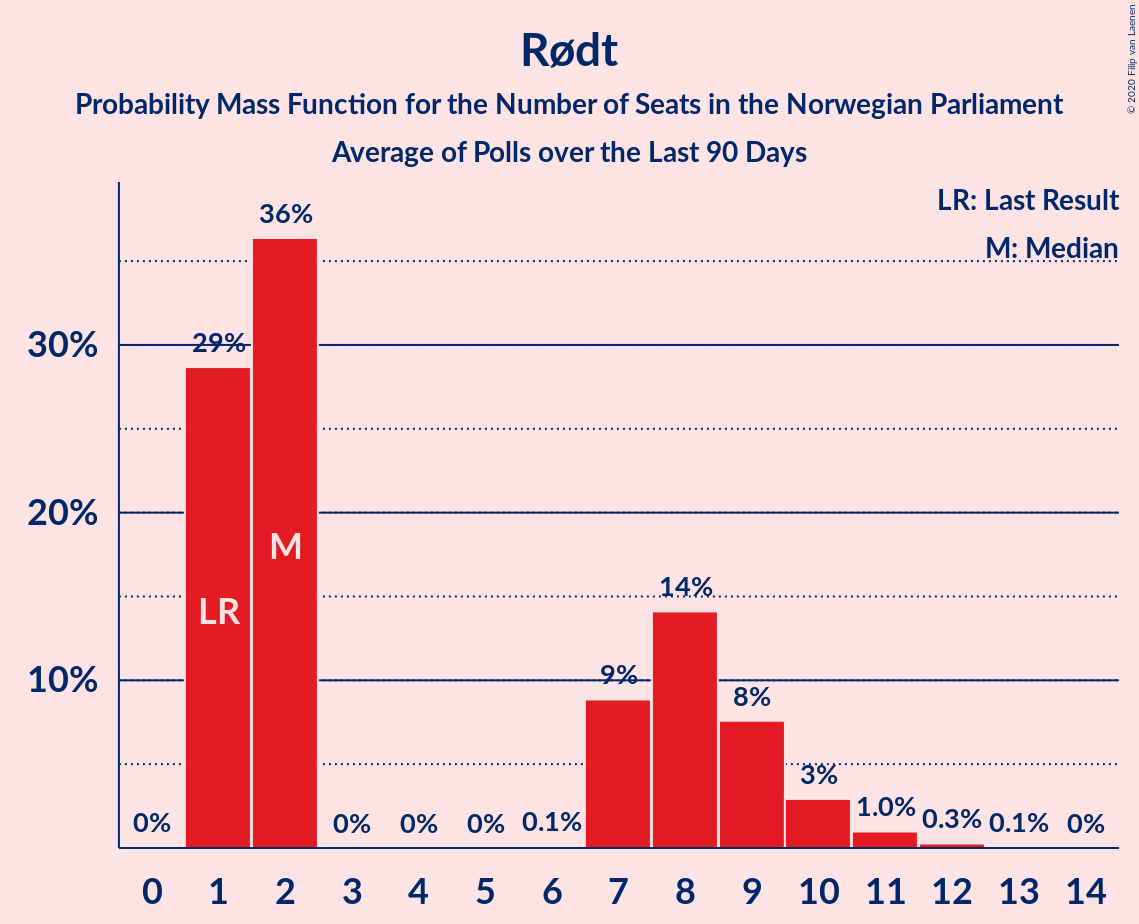 Rødt
Probability Mass Function for the Number of Seats in the Norwegian Parliament
Average of Polls over the Last 90 Days
© 2020 Filip van Laenen
LR: Last Result
M: Median
36%
30%
29%
20%
M
14%
LR
10%
9%
8%
3%
0% 0% 0% 0% 0.1% 1.0% 0.3% 0.1% 0%
0 1 2 3 4 5 6 7 8 9 10 11 12 13 14